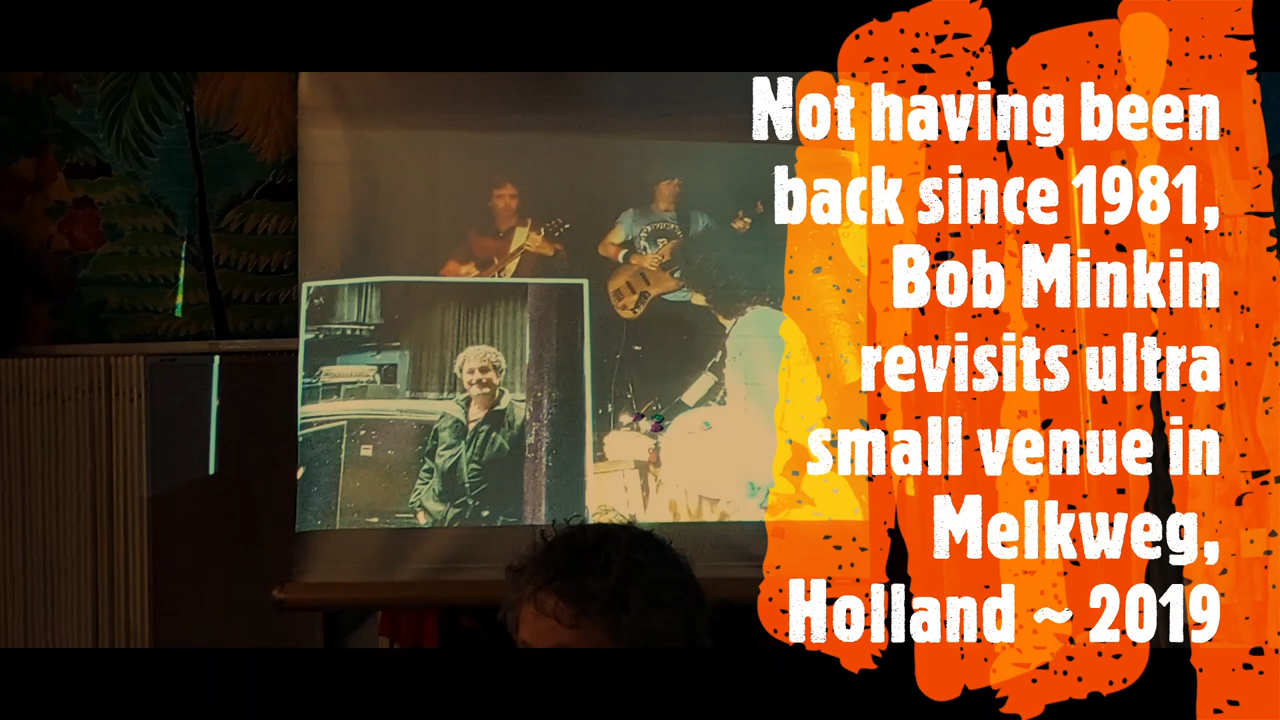 Not having been
back since 1981,
Bob Minkin
revisits ultra
small venue in
Melkweg,
Holland ~ 2019